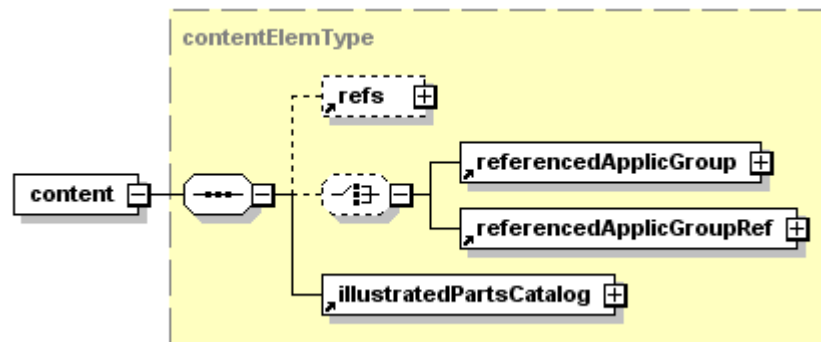 contentElemType
refs
referencedApplicGroup
content
referencedApplicGroupRef
illustratedPartsCatalog